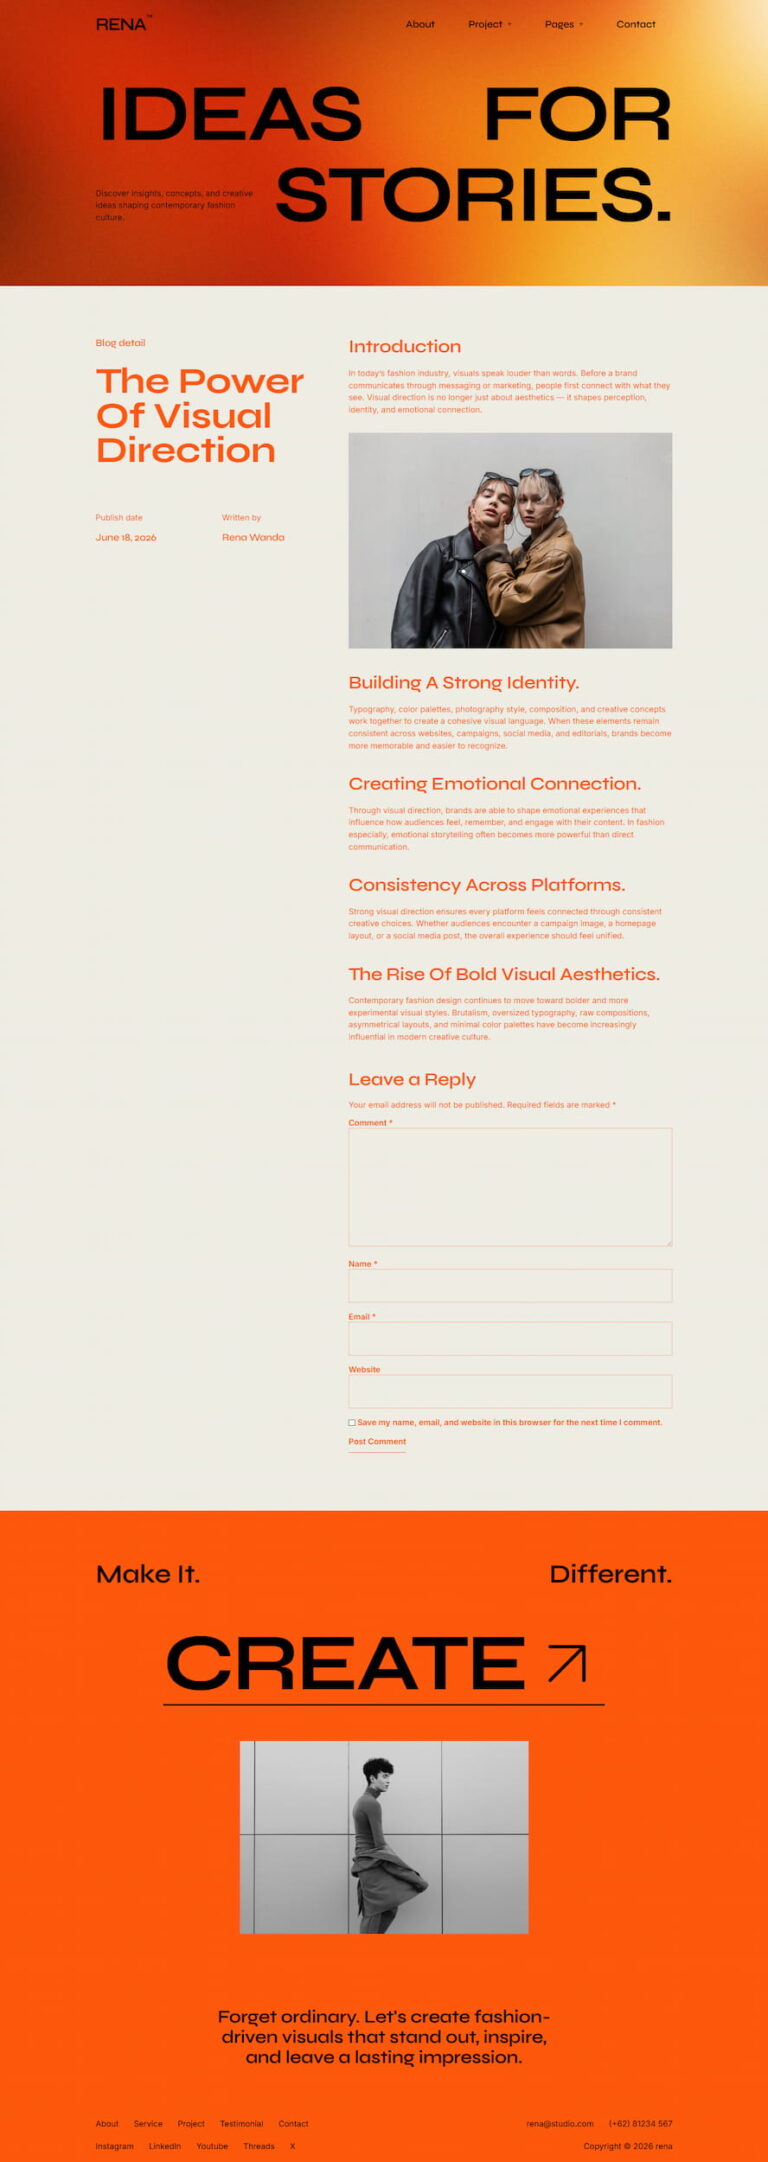 RENA™
About Project Pages Contact
IDEAS FOR
STORIES.
Discover insights, concepts, and creative
ideas shaping contemporary fashion
culture.
Blog detail
The Power
Of Visual
Direction
Publish date
June 18, 2026
Written by
Rena Wanda
Introduction
In today's fashion industry, visuals speak louder than words. Before a brand
communicates through messaging or marketing, people first connect with what they
see. Visual direction is no longer just about aesthetics — it shapes perception,
identity, and emotional connection.
Building A Strong Identity.
Typography, color palettes, photography style, composition, and creative concepts
work together to create a cohesive visual language. When these elements remain
consistent across websites, campaigns, social media, and editorials, brands become
more memorable and easier to recognize.
Creating Emotional Connection.
Through visual direction, brands are able to shape emotional experiences that
influence how audiences feel, remember, and engage with their content. In fashion
especially, emotional storytelling often becomes more powerful than direct
communication.
Consistency Across Platforms.
Strong visual direction ensures every platform feels connected through consistent
creative choices. Whether audiences encounter a campaign image, a homepage
layout, or a social media post, the overall experience should feel unified.
The Rise Of Bold Visual Aesthetics.
Contemporary fashion design continues to move toward bolder and more
experimental visual styles. Brutalism, oversized typography, raw compositions,
asymmetrical layouts, and minimal color palettes have become increasingly
influential in modern creative culture.
Leave a Reply
Your email address will not be published. Required fields are marked *
Comment *
Name *
Email *
Website
Save my name, email, and website in this browser for the next time I comment.
Post Comment
Make It. Different.
CREATE
Forget ordinary. Let's create fashion-
driven visuals that stand out, inspire,
and leave a lasting impression.
About Service Project Testimonial Contact
rena@studio.com (+62) 81234 567
Instagram LinkedIn Youtube Threads X
Copyright © 2026 rena